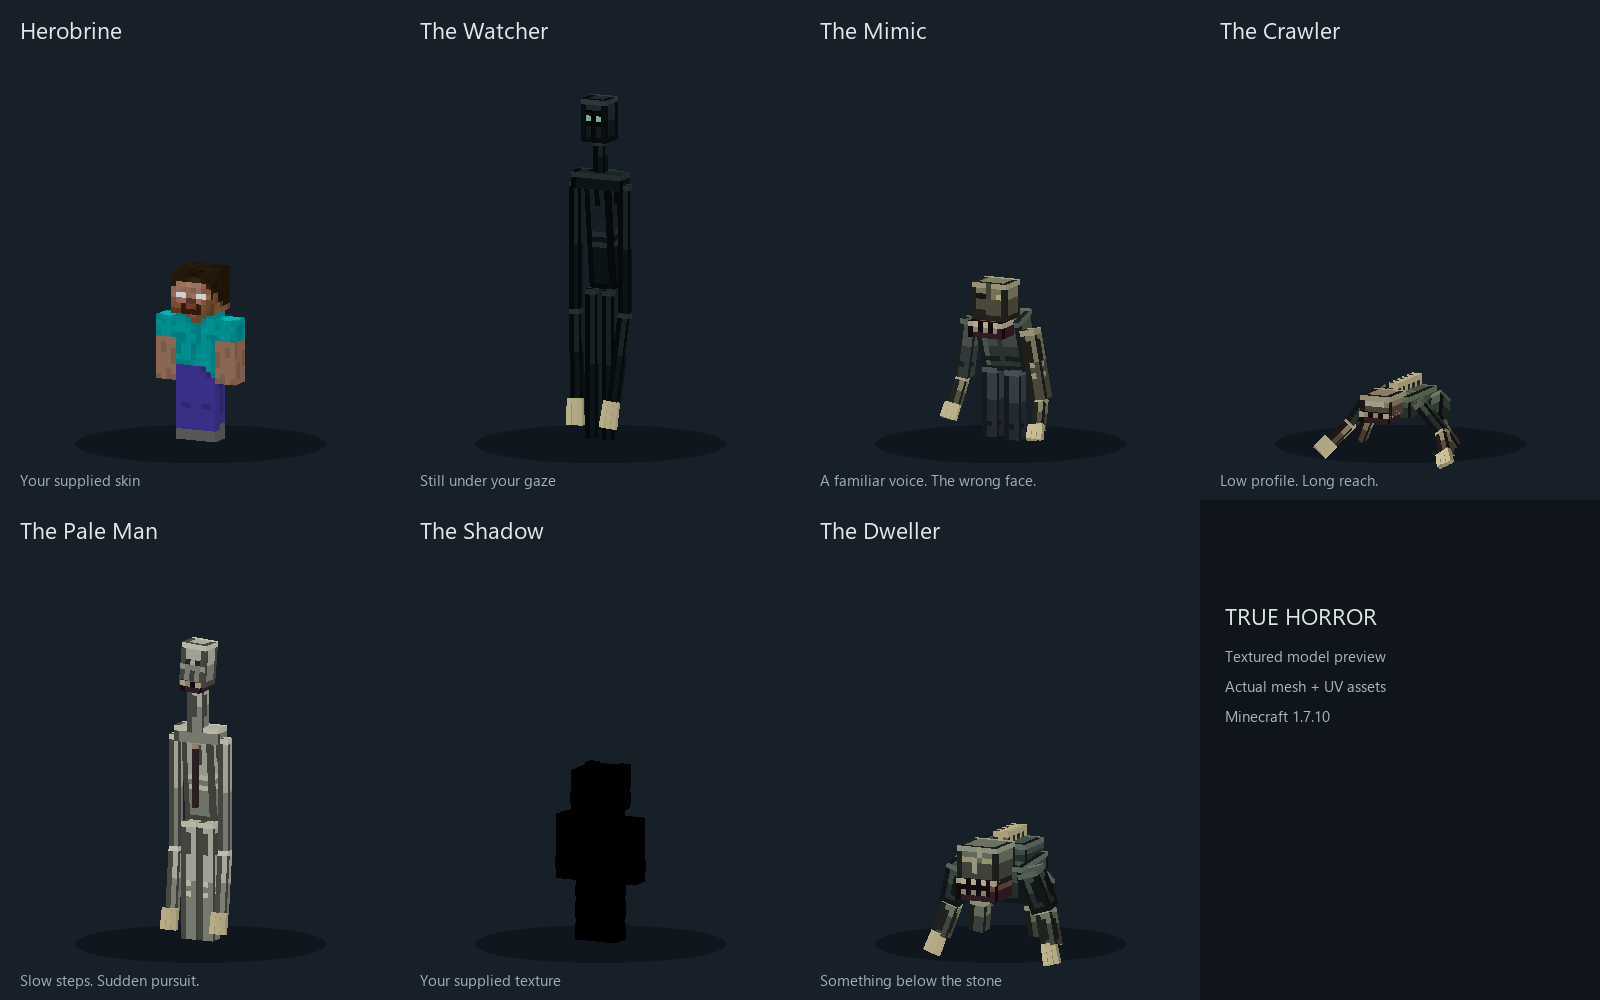 Herobrine
The Watcher
The Mimic
The Crawler
Your supplied skin
Still under your gaze
A familiar voice. The wrong face.
Low profile. Long reach.
The Pale Man
The Shadow
The Dweller
TRUE HORROR
Textured model preview
Actual mesh + UV assets
Minecraft 1.7.10
Slow steps. Sudden pursuit.
Your supplied texture
Something below the stone